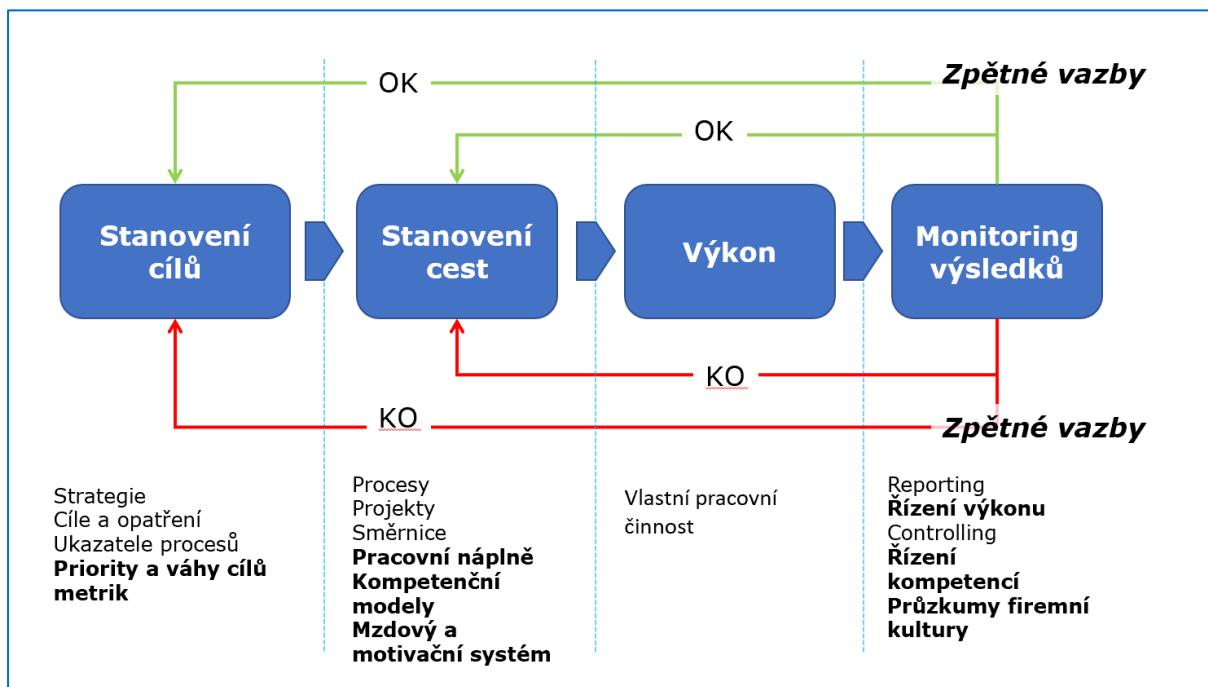 Zpětné vazby
OK
OK
Stanovení
cílů
Stanovení
cest
Výkon
Monitoring
výsledků
KO
KO
Zpětné vazby
Strategie
Cíle a opatření
Ukazatele procesů
Priority a váhy cílů
metrik
Procesy
Projekty
Směrnice
Pracovní náplně
Kompetenční
modely
Mzdový a
motivační systém
Vlastní pracovní
činnost
Reporting
Řízení výkonu
Controlling
Řízení
kompetencí
Průzkumy firemní
kultury